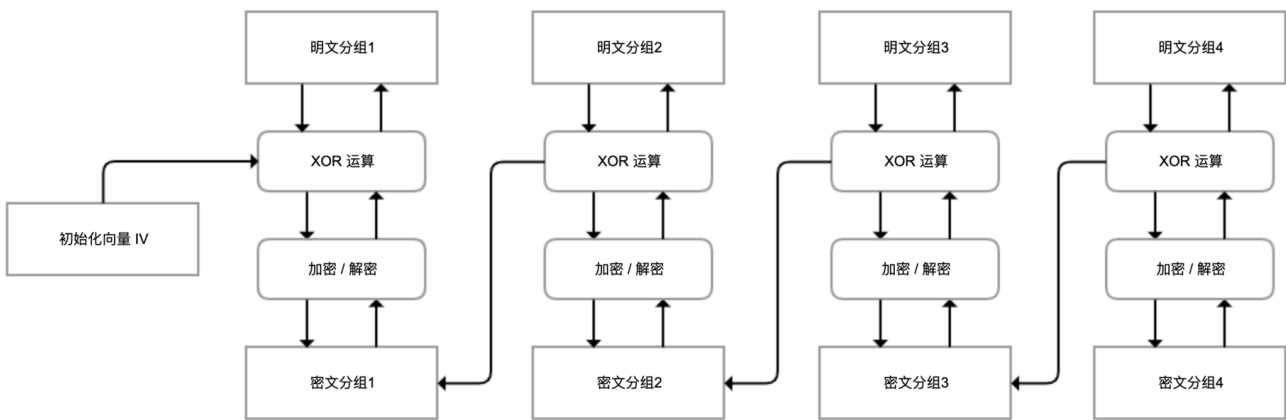 明文分组1
明文分组2
明文分组3
明文分组4
XOR 运算
XOR 运算
XOR 运算
XOR 运算
初始化向量 IV
加密 / 解密
加密 / 解密
加密 / 解密
加密 / 解密
密文分组1
密文分组2
密文分组3
密文分组4